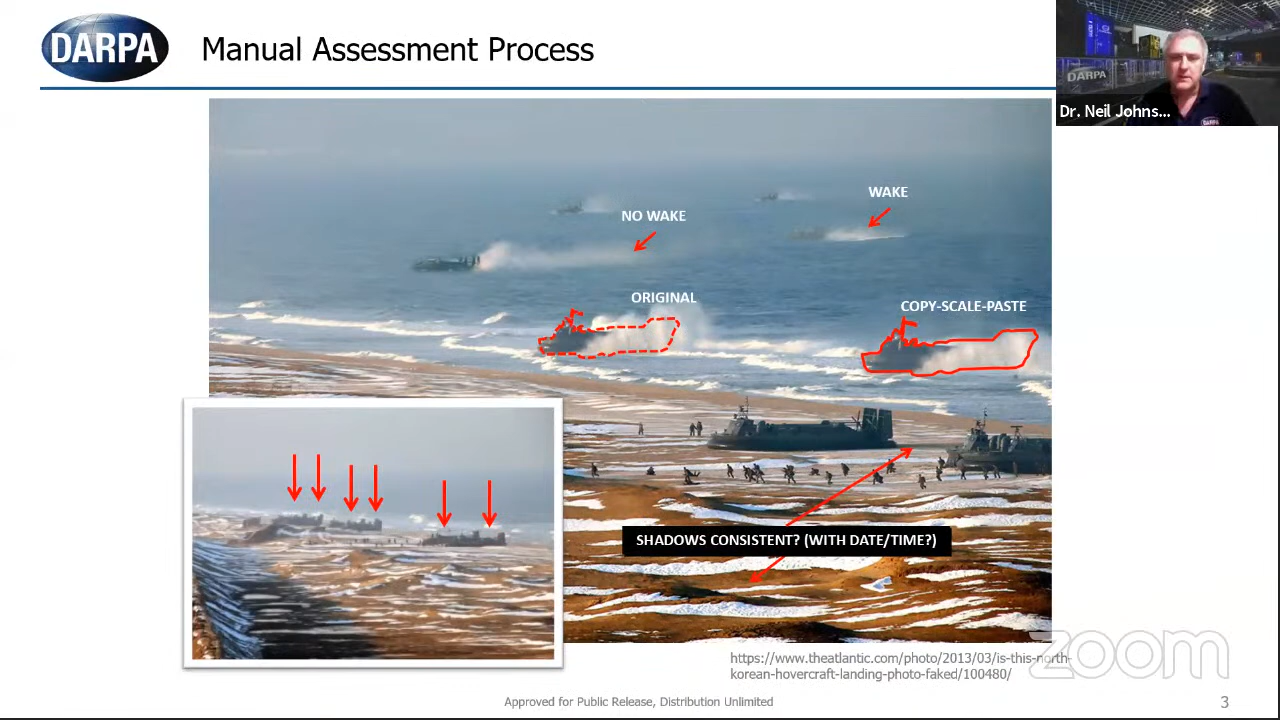 DARPA
Manual Assessment Process
DARPA
Dr. Neil Johns...
DARPA
WAKE
NO WAKE
ORIGINAL
COPY-SCALE-PASTE
SHADOWS CONSISTENT? (WITH DATE/TIME?)
https://www.theatlantic.com/photo/2013/03/is-this-north-
korean-hovercraft-landing-photo-faked/100480/
zoom
Approved for Public Release, Distribution Unlimited
3